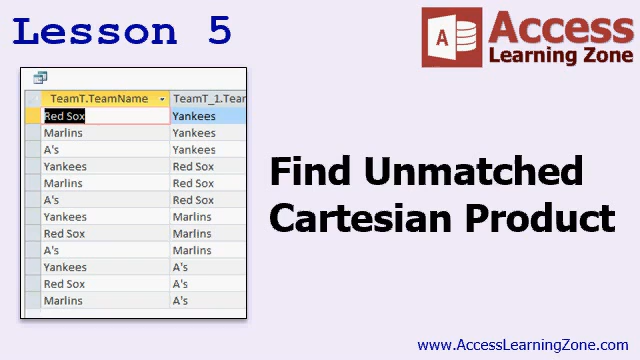 Lesson 5
A
Access
Learning Zone
TeamT.TeamName TeamT_1.Team
Red Sox Yankees
Marlins Yankees
A's Yankees
Yankees Red Sox
Marlins Red Sox
A's Red Sox
Yankees Marlins
Red Sox Marlins
A's Marlins
Yankees A's
Red Sox A's
Marlins A's
Find Unmatched
Cartesian Product
www.AccessLearningZone.com